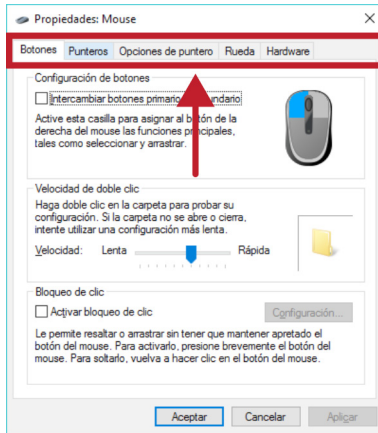 Propiedades: Mouse
Botones Punteros Opciones de puntero Rueda Hardware
Configuración de botones
Intercambiar botones primario undario
Active esta casilla para asignar al botón de la
derecha del mouse las funciones principales,
tales como seleccionar y arrastrar.
Velocidad de doble clic
Haga doble clic en la carpeta para probar su
configuración. Si la carpeta no se abre o cierra,
intente utilizar una configuración más lenta.
Velocidad: Lenta Rápida
Bloqueo de clic
Activar bloqueo de clic Configuración...
Le permite resaltar o arrastrar sin tener que mantener apretado el
botón del mouse. Para activarlo, presione brevemente el botón del
mouse. Para soltarlo, vuelva a hacer clic en el botón del mouse.
Aceptar Cancelar Aplicar